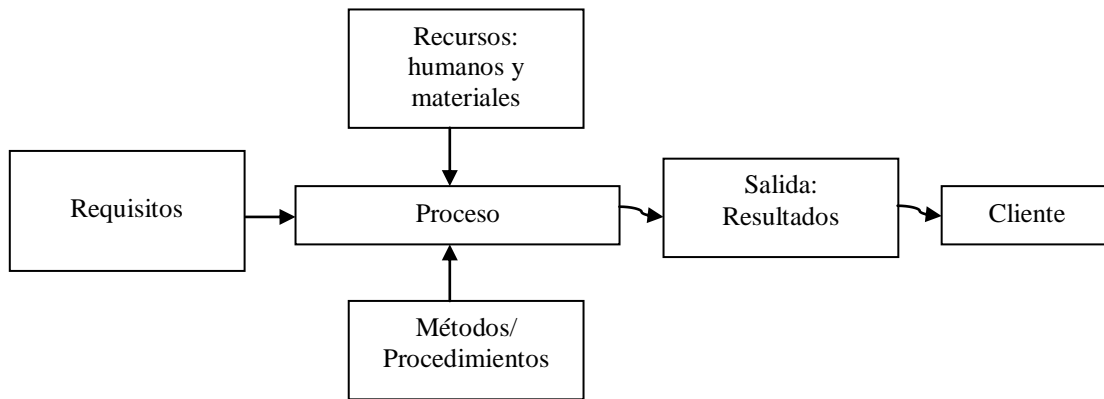 Recursos:
humanos y
materiales
Requisitos
Proceso
Salida:
Resultados
Cliente
Métodos/
Procedimientos